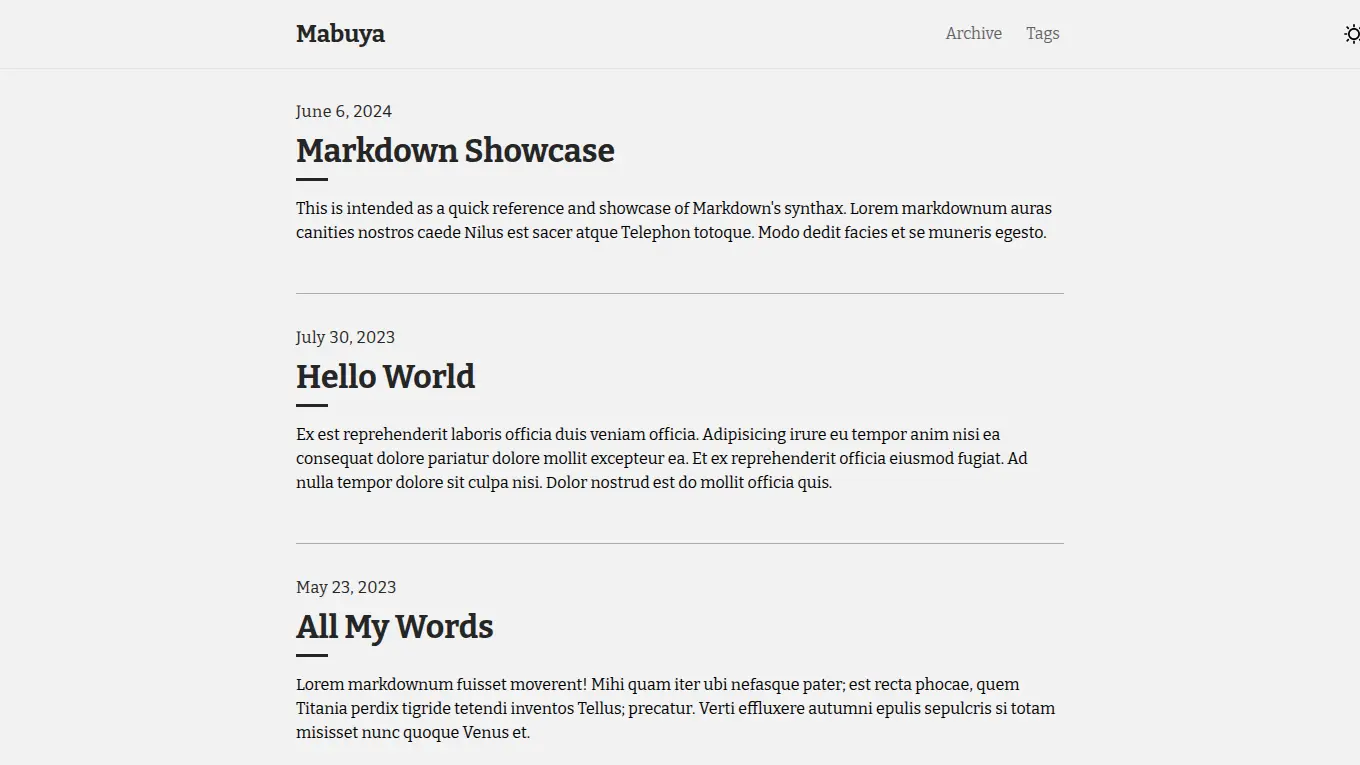 Mabuya
Archive
Tags
June 6, 2024
Markdown Showcase
This is intended as a quick reference and showcase of Markdown's synthax. Lorem markdownum auras
canities nostros caede Nilus est sacer atque Telephon totoque. Modo dedit facies et se muneris egesto.
July 30, 2023
Hello World
Ex est reprehenderit laboris officia duis veniam officia. Adipisicing irure eu tempor anim nisi ea
consequat dolore pariatur dolore mollit excepteur ea. Et ex reprehenderit officia eiusmod fugiat. Ad
nulla tempor dolore sit culpa nisi. Dolor nostrud est do mollit officia quis.
May 23, 2023
All My Words
Lorem markdownum fuisset moverent! Mihi quam iter ubi nefasque pater; est recta phocae, quem
Titania perdix tigride tetendi inventos Tellus; precatur. Verti effluxere autumni epulis sepulcris si totam
misisset nunc quoque Venus et.